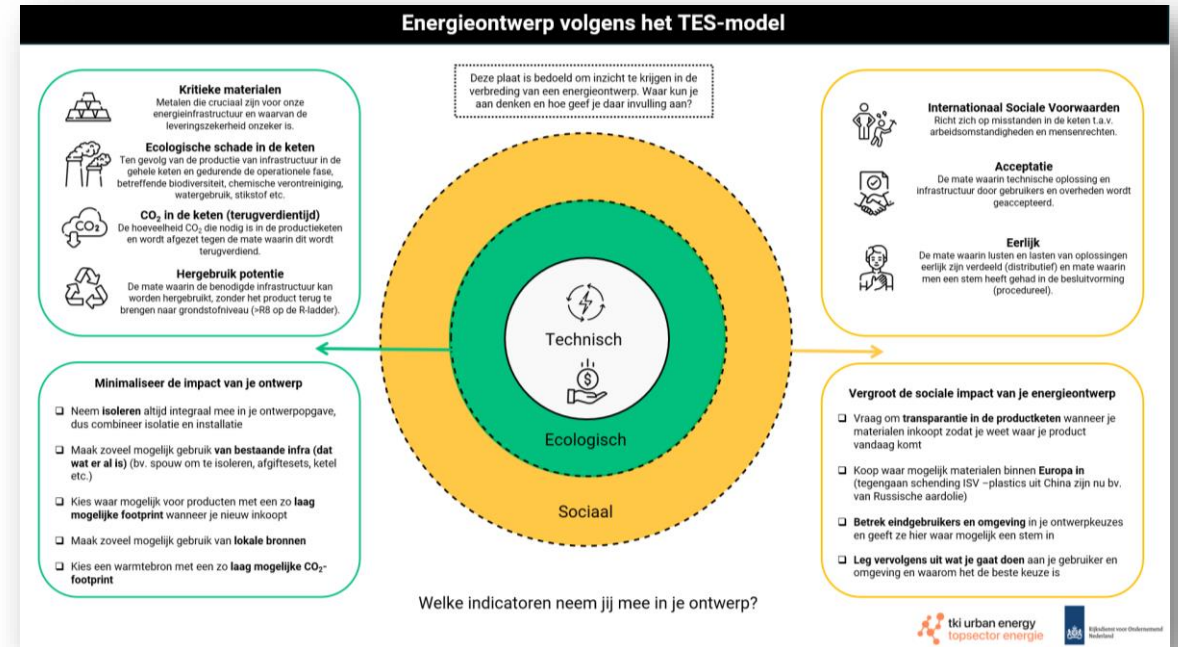 Energieontwerp volgens het TES-model
Deze plaat is bedoeld om inzicht te krijgen in de
verbreding van een energieontwerp. Waar kun je
aan denken en hoe geef je daar invulling aan?
Kritieke materialen
Metalen die cruciaal zijn voor onze
energieinfrastructuur en waarvan de
leveringszekerheid onzeker is.
Ecologische schade in de keten
Ten gevolg van de productie van infrastructuur in de
gehele keten en gedurende de operationele fase,
betreffende biodiversiteit, chemische verontreiniging,
watergebruik, stikstof etc.
CO₂
CO₂ in de keten (terugverdientijd)
De hoeveelheid CO₂ die nodig is in de productieketen
en wordt afgezet tegen de mate waarin dit wordt
terugverdiend.
Hergebruik potentie
De mate waarin de benodigde infrastructuur kan
worden hergebruikt, zonder het product terug te
brengen naar grondstofniveau (>R8 op de R-ladder).
Minimaliseer de impact van je ontwerp
❑ Neem isoleren altijd integraal mee in je ontwerpopgave,
dus combineer isolatie en installatie
❑ Maak zoveel mogelijk gebruik van bestaande infra (dat
wat er al is) (bv. spouw om te isoleren, afgiftesets, ketel
etc.)
❑ Kies waar mogelijk voor producten met een zo laag
mogelijke footprint wanneer je nieuw inkoopt
❑ Maak zoveel mogelijk gebruik van lokale bronnen
❑ Kies een warmtebron met een zo laag mogelijke CO₂-
footprint
Technisch
$
Ecologisch
Sociaal
Welke indicatoren neem jij mee in je ontwerp?
Internationaal Sociale Voorwaarden
Richt zich op misstanden in de keten t.a.v.
arbeidsomstandigheden en mensenrechten.
Acceptatie
De mate waarin technische oplossing en
infrastructuur door gebruikers en overheden wordt
geaccepteerd.
Eerlijk
De mate waarin lusten en lasten van oplossingen
eerlijk zijn verdeeld (distributief) en mate waarin
men een stem heeft gehad in de besluitvorming
(procedureel).
Vergroot de sociale impact van je energieontwerp
❑ Vraag om transparantie in de productketen wanneer je
materialen inkoopt zodat je weet waar je product
vandaag komt
❑ Koop waar mogelijk materialen binnen Europa in
(tegengaan schending ISV –plastics uit China zijn nu bv.
van Russische aardolie)
❑ Betrek eindgebruikers en omgeving in je ontwerpkeuzes
en geeft ze hier waar mogelijk een stem in
❑ Leg vervolgens uit wat je gaat doen aan je gebruiker en
omgeving en waarom het de beste keuze is
tki urban energy
topsector energie
Rijksdienst voor Ondernemend
Nederland